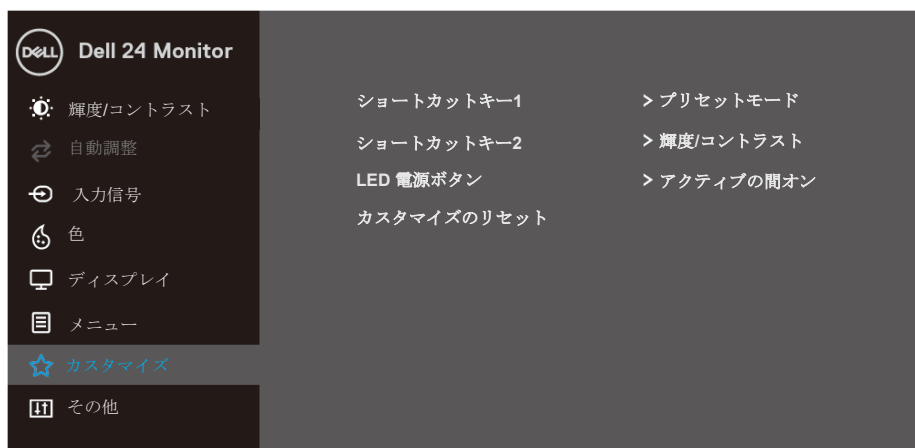 DELL Dell 24 Monitor
輝度/コントラスト
自動調整
入力信号
色
ディスプレイ
メニュー
カスタマイズ
その他
ショートカットキー1 > プリセットモード
ショートカットキー2 > 輝度/コントラスト
LED 電源ボタン > アクティブの間オン
カスタマイズのリセット